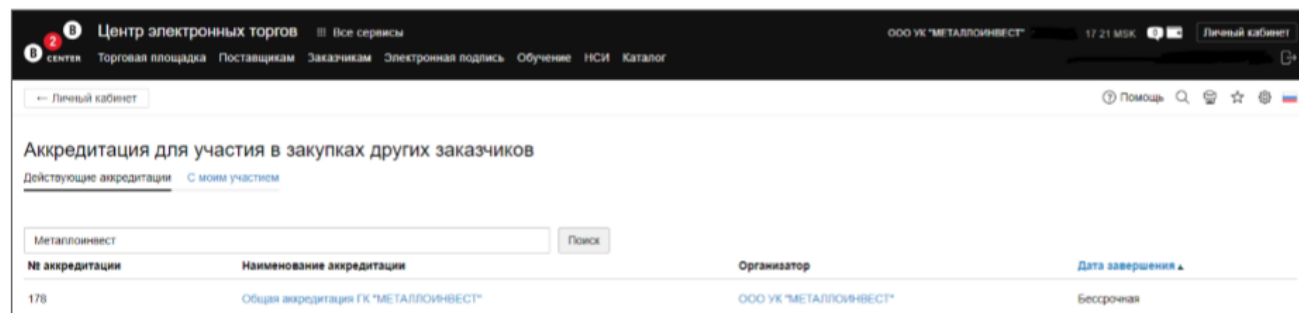 B 2 B CENTER
Центр электронных торгов Все сервисы
ООО УК "МЕТАЛЛОИНВЕСТ" 17 21 MSK 0 Личный кабинет
Торговая площадка Поставщикам Заказчикам Электронная подпись Обучение НСИ Каталог
← Личный кабинет
Помощь
Аккредитация для участия в закупках других заказчиков
Действующие аккредитации С моим участием
Металлоинвест Поиск
№ аккредитации Наименование аккредитации Организатор Дата завершения ▲
178 Общая аккредитация ГК "МЕТАЛЛОИНВЕСТ" ООО УК "МЕТАЛЛОИНВЕСТ" Бессрочная